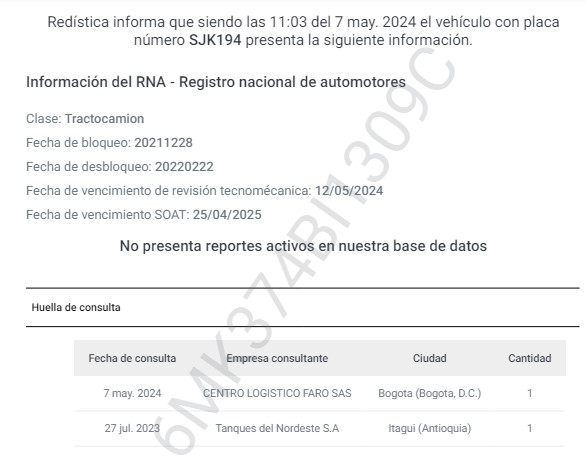 Redística informa que siendo las 11:03 del 7 may. 2024 el vehículo con placa
número SJK194 presenta la siguiente información.
Información del RNA - Registro nacional de automotores
Clase: Tractocamion
Fecha de bloqueo: 20211228
Fecha de desbloqueo: 20220222
Fecha de vencimiento de revisión tecnomécanica: 12/05/2024
Fecha de vencimiento SOAT: 25/04/2025
No presenta reportes activos en nuestra base de datos
Huella de consulta
Fecha de consulta Empresa consultante Ciudad Cantidad
7 may. 2024 CENTRO LOGISTICO FARO SAS Bogota (Bogota, D.C.) 1
27 jul. 2023 Tanques del Nordeste S.A Itagui (Antioquia) 1
6MK374BI1309C